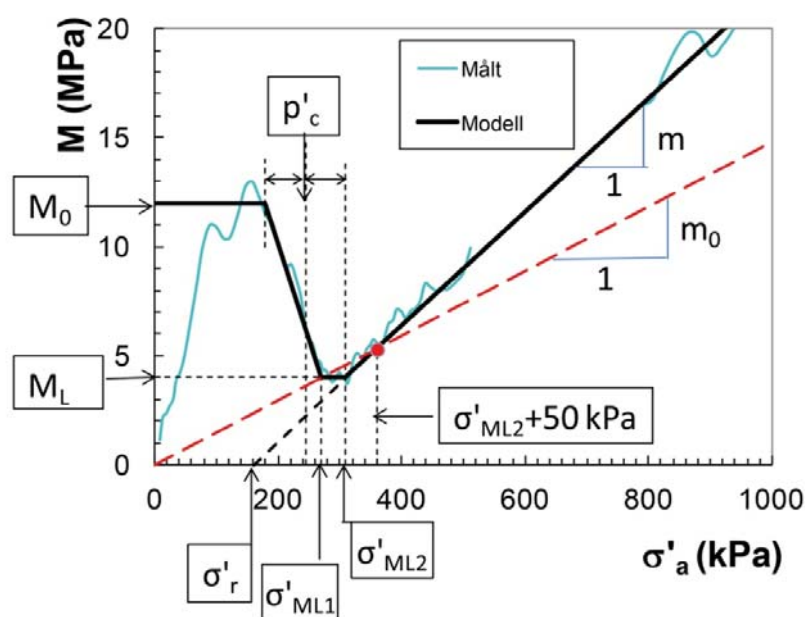 20
15
10
5
0
M (MPa)
Målt
Modell
p'c
M0
ML
m
1
m0
1
σ'ML2+50 kPa
0
200
400
600
800
1000
σ'a (kPa)
σ'r
σ'ML1
σ'ML2